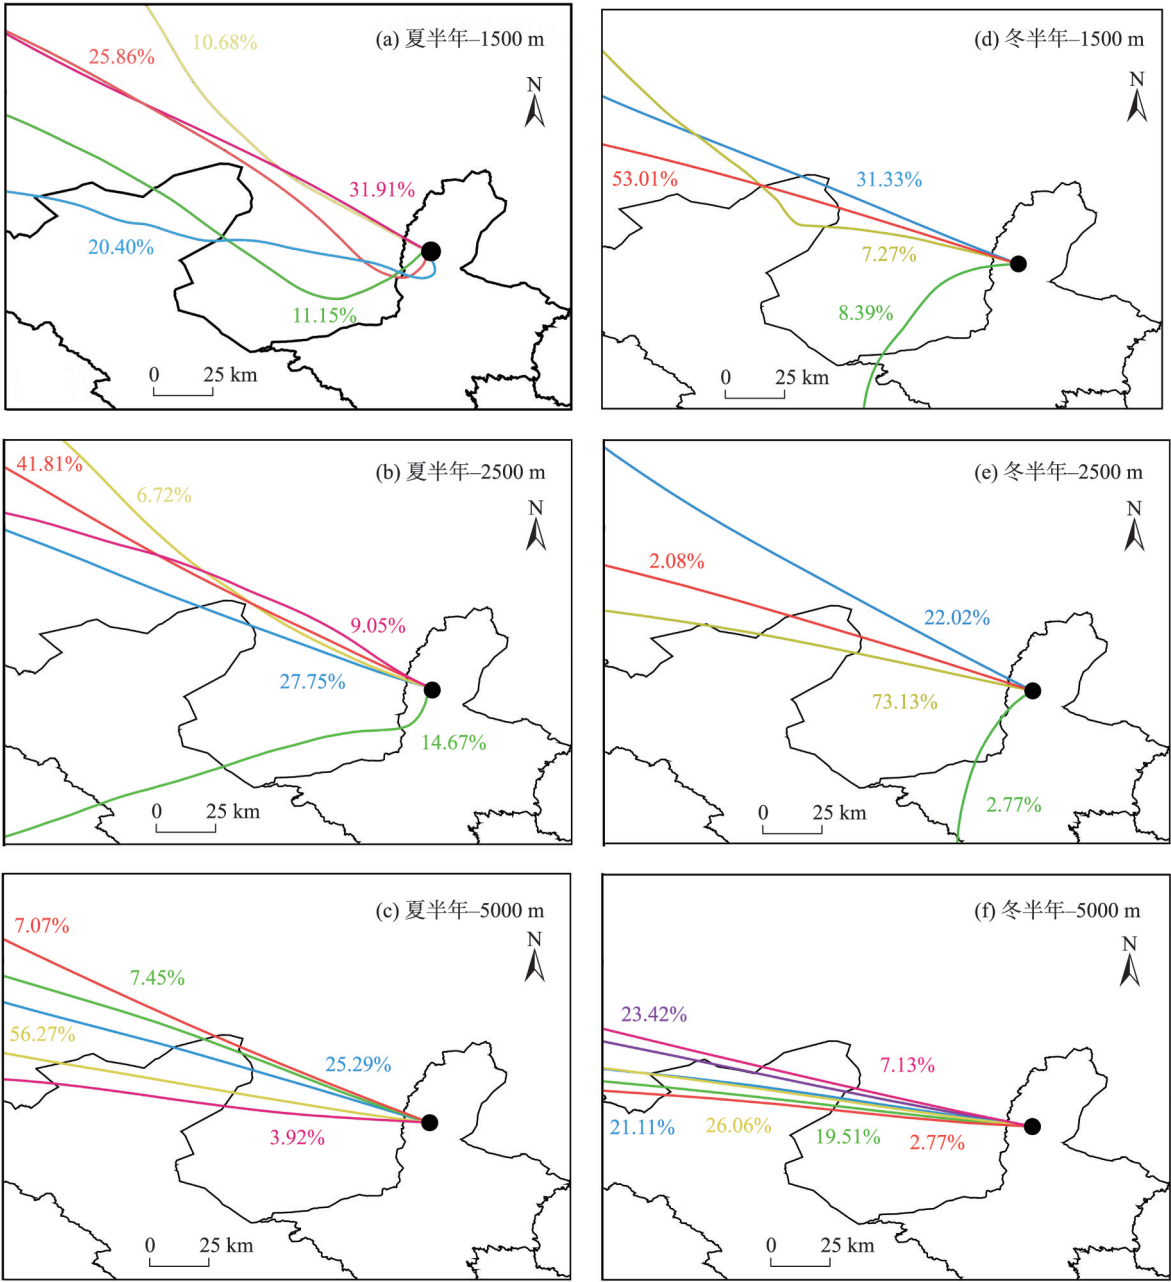 (a) 夏半年–1500 m
10.68%
25.86%
N
31.91%
20.40%
11.15%
0 25 km
(d) 冬半年–1500 m
N
53.01%
31.33%
7.27%
8.39%
0 25 km
(b) 夏半年–2500 m
41.81%
6.72%
N
9.05%
27.75%
14.67%
0 25 km
(e) 冬半年–2500 m
N
2.08%
22.02%
73.13%
2.77%
0 25 km
(c) 夏半年–5000 m
7.07%
N
7.45%
56.27%
25.29%
3.92%
0 25 km
(f) 冬半年–5000 m
N
23.42%
7.13%
21.11%
26.06%
19.51%
2.77%
0 25 km